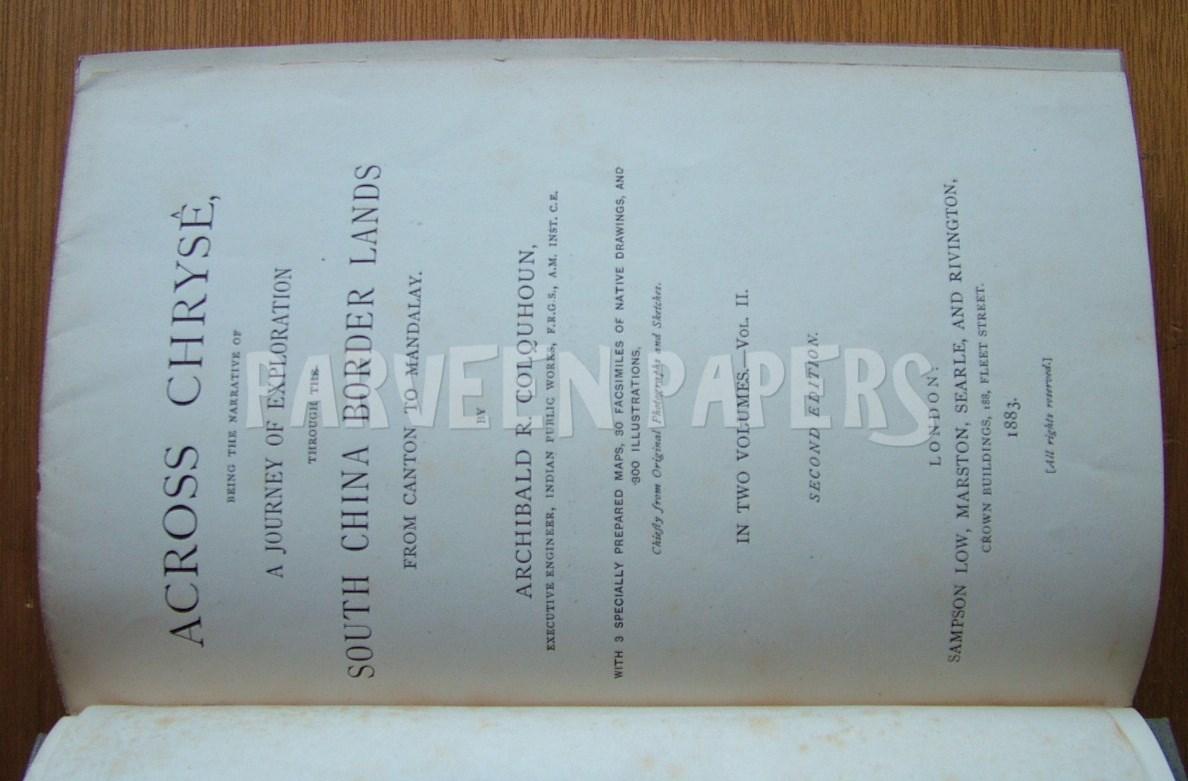 ACROSS CHRYSÊ,
BEING THE NARRATIVE OF
A JOURNEY OF EXPLORATION
THROUGH THE
SOUTH CHINA BORDER LANDS
FROM CANTON TO MANDALAY.
BY
ARCHIBALD R. COLQUHOUN,
EXECUTIVE ENGINEER, INDIAN PUBLIC WORKS, F.R.G.S., A.M. INST. C.E.
WITH 3 SPECIALLY PREPARED MAPS, 30 FACSIMILES OF NATIVE DRAWINGS, AND
300 ILLUSTRATIONS,
Chiefly from Original Photographs and Sketches.
IN TWO VOLUMES.—VOL. II.
SECOND EDITION.
LONDON:
SAMPSON LOW, MARSTON, SEARLE, AND RIVINGTON,
CROWN BUILDINGS, 188, FLEET STREET.
1883.
[All rights reserved.]
PARVEEN PAPERS